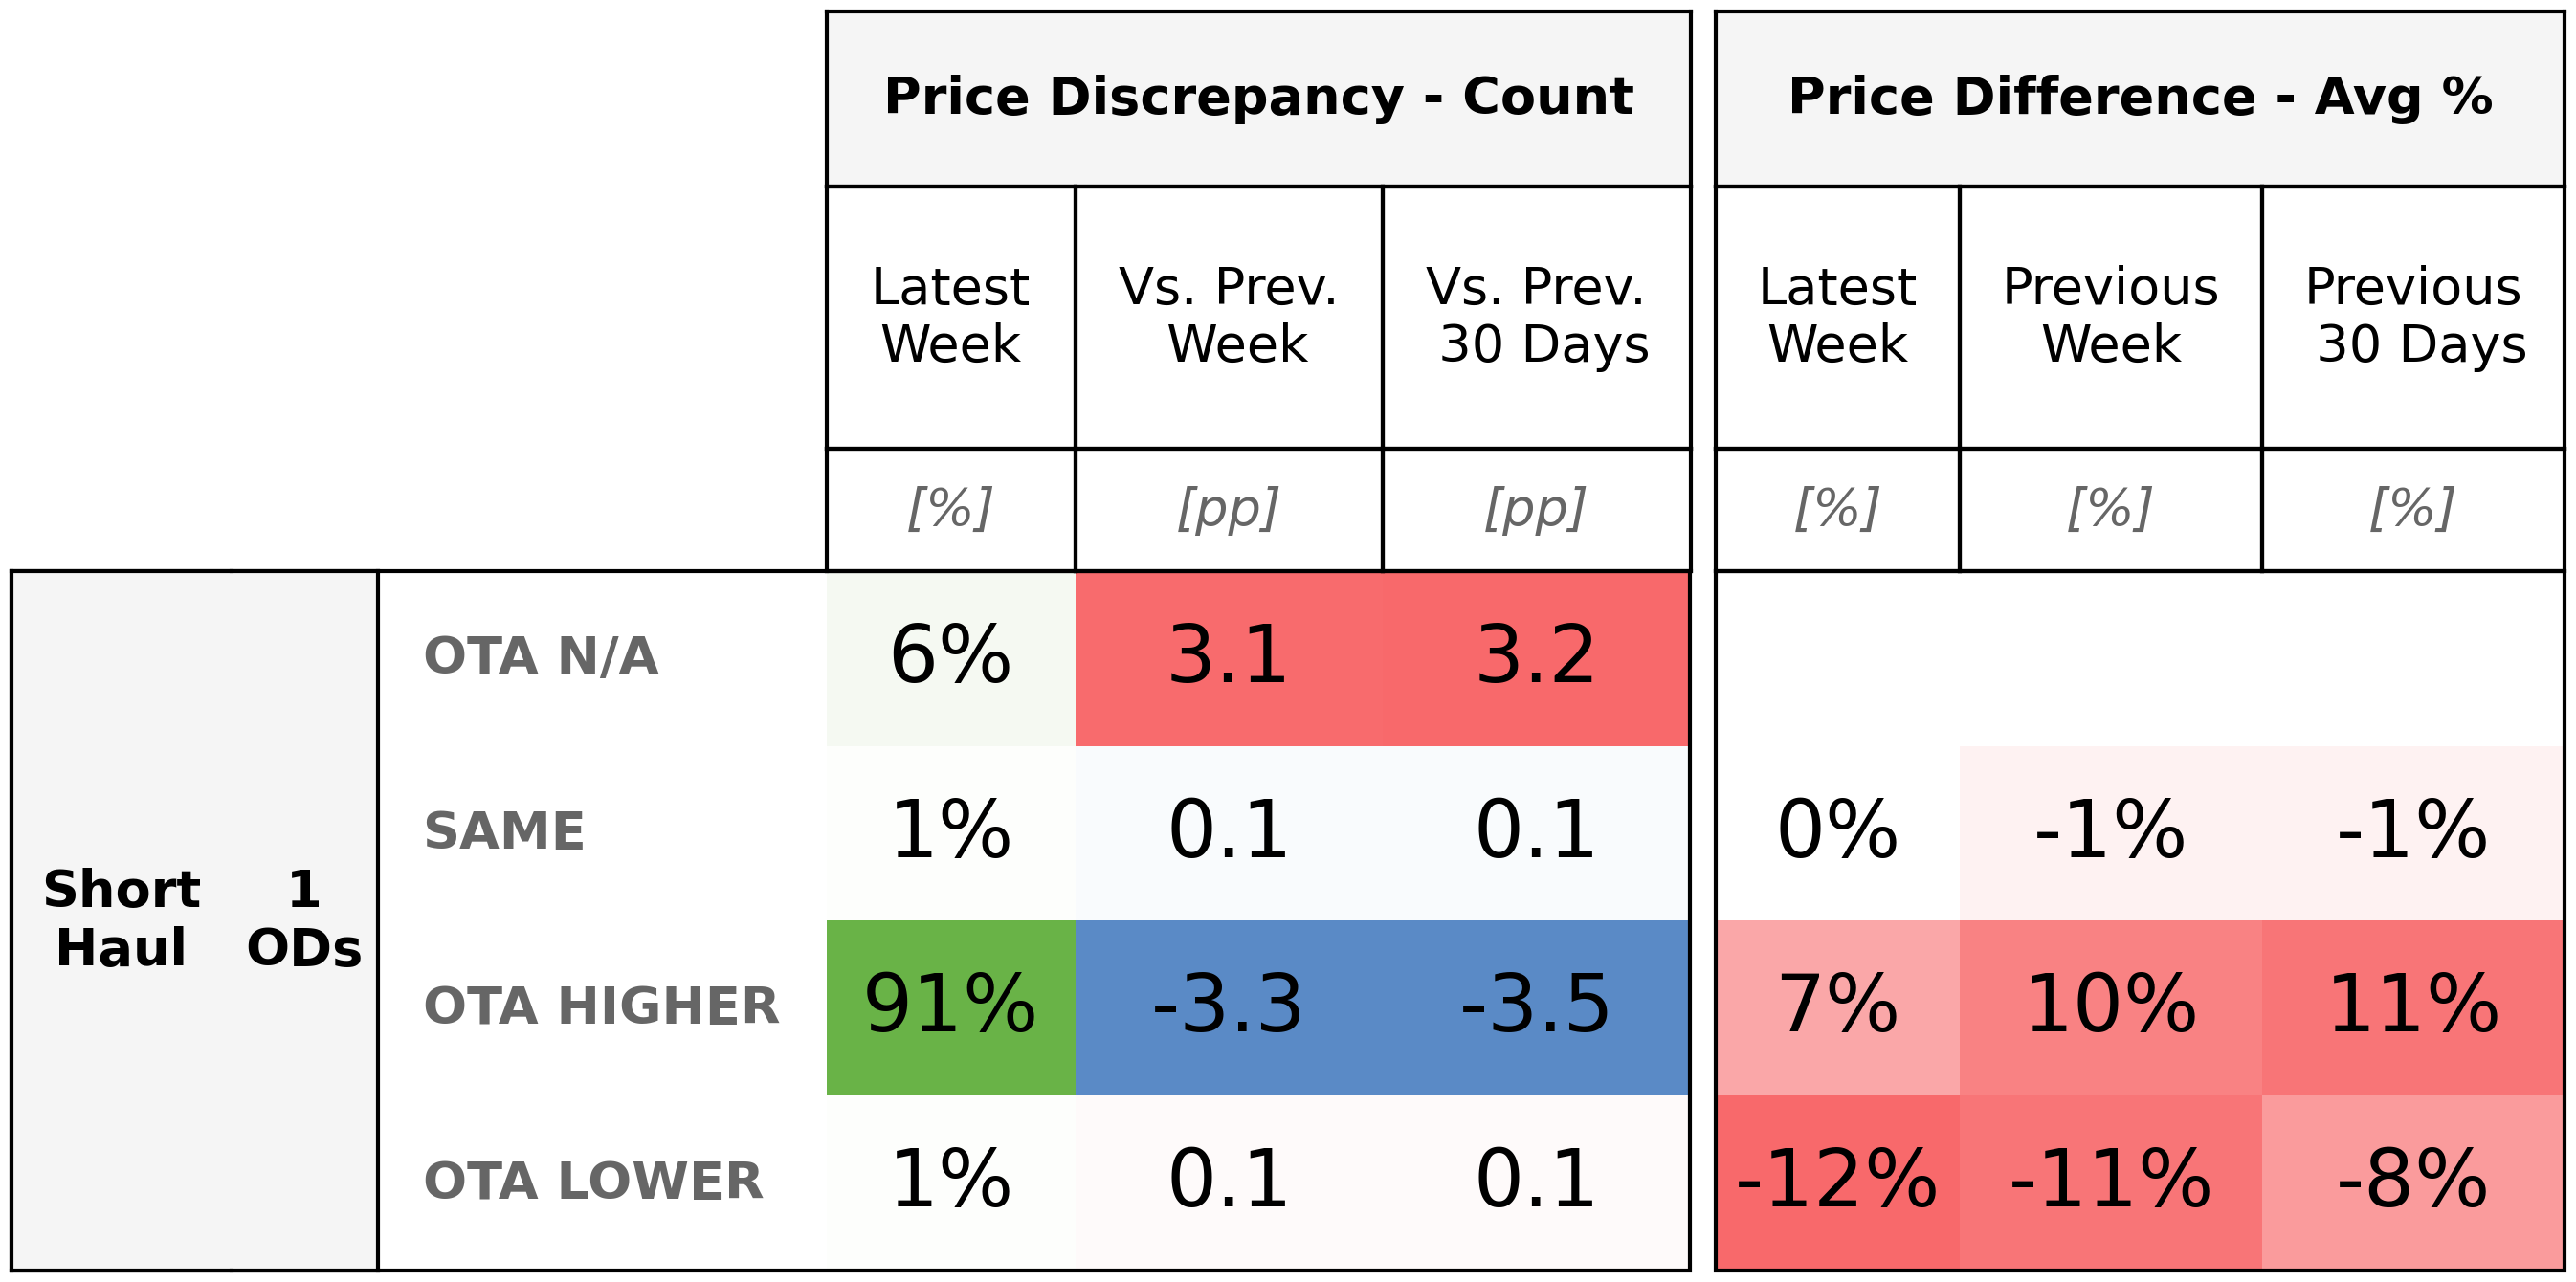 Price Discrepancy - Count Price Difference - Avg %
Latest Week Vs. Prev. Week Vs. Prev. 30 Days Latest Week Previous Week Previous 30 Days
[%] [pp] [pp] [%] [%] [%]
Short Haul 1 ODs
OTA N/A 6% 3.1 3.2
SAME 1% 0.1 0.1 0% -1% -1%
OTA HIGHER 91% -3.3 -3.5 7% 10% 11%
OTA LOWER 1% 0.1 0.1 -12% -11% -8%